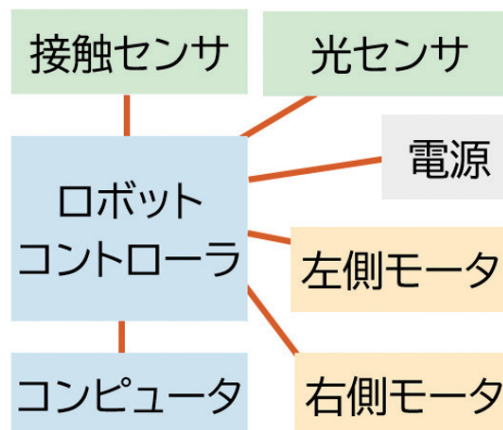 接触センサ
光センサ
電源
ロボット
コントローラ
左側モータ
コンピュータ
右側モータ